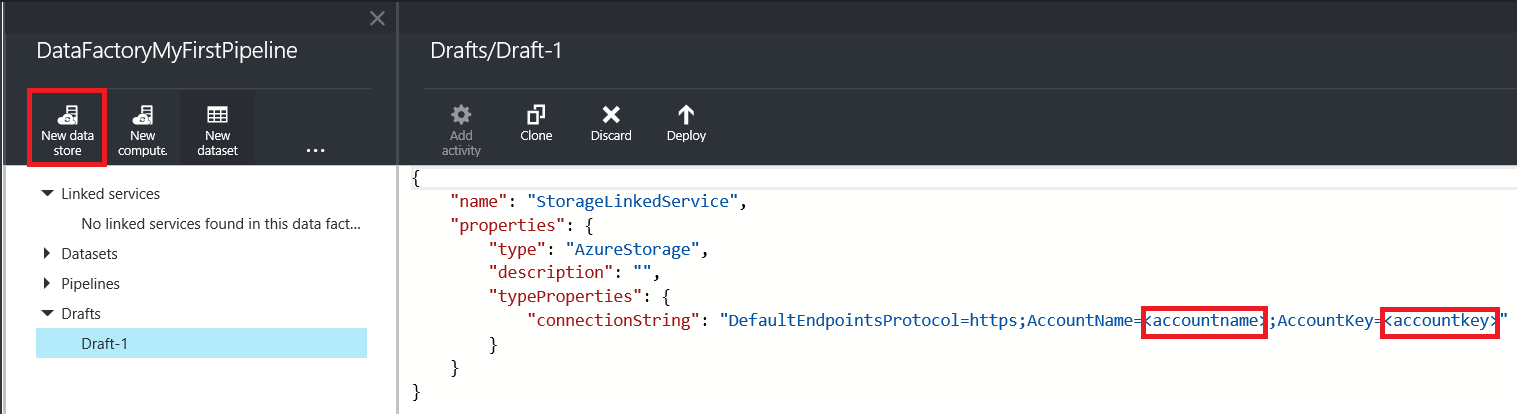 DataFactoryMyFirstPipeline
New data store
New compute.
New dataset
...
Linked services
No linked services found in this data fact...
Datasets
Pipelines
Drafts
Draft-1
Drafts/Draft-1
Add activity
Clone
Discard
Deploy
{
    "name": "StorageLinkedService",
    "properties": {
        "type": "AzureStorage",
        "description": "",
        "typeProperties": {
            "connectionString": "DefaultEndpointsProtocol=https;AccountName=<accountname>;AccountKey=<accountkey>"
        }
    }
}